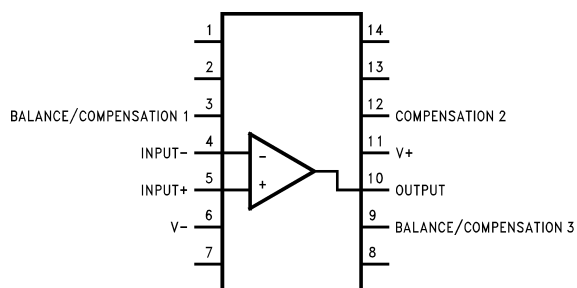 1 14
2 13
BALANCE/COMPENSATION 1 3 12 COMPENSATION 2
INPUT- 4 - 11 V+
INPUT+ 5 + 10 OUTPUT
V- 6 9 BALANCE/COMPENSATION 3
7 8